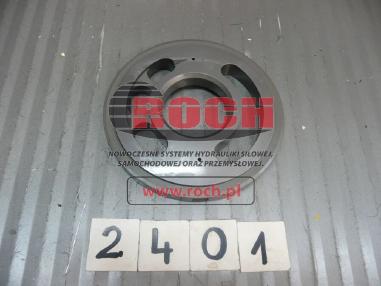 ROCH
NOWOCZESNE SYSTEMY HYDRAULIKI SIŁOWEJ,
SAMOCHODOWEJ ORAZ PRZEMYSŁOWEJ.
www.roch.pl
2401